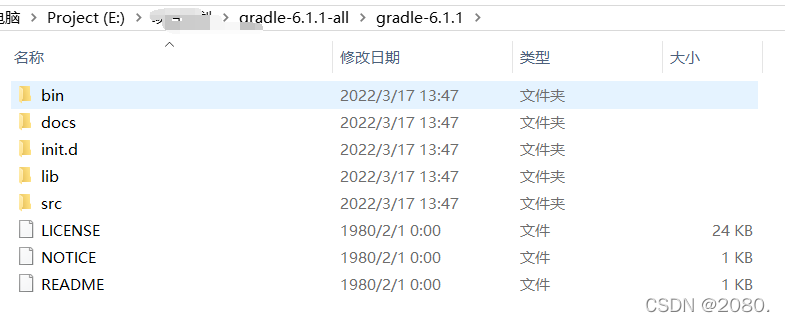 电脑 > Project (E:) > > gradle-6.1.1-all > gradle-6.1.1 >
名称 修改日期 类型 大小
bin 2022/3/17 13:47 文件夹
docs 2022/3/17 13:47 文件夹
init.d 2022/3/17 13:47 文件夹
lib 2022/3/17 13:47 文件夹
src 2022/3/17 13:47 文件夹
LICENSE 1980/2/1 0:00 文件 24 KB
NOTICE 1980/2/1 0:00 文件 1 KB
README 1980/2/1 0:00 文件 1 KB
CSDN @2080.